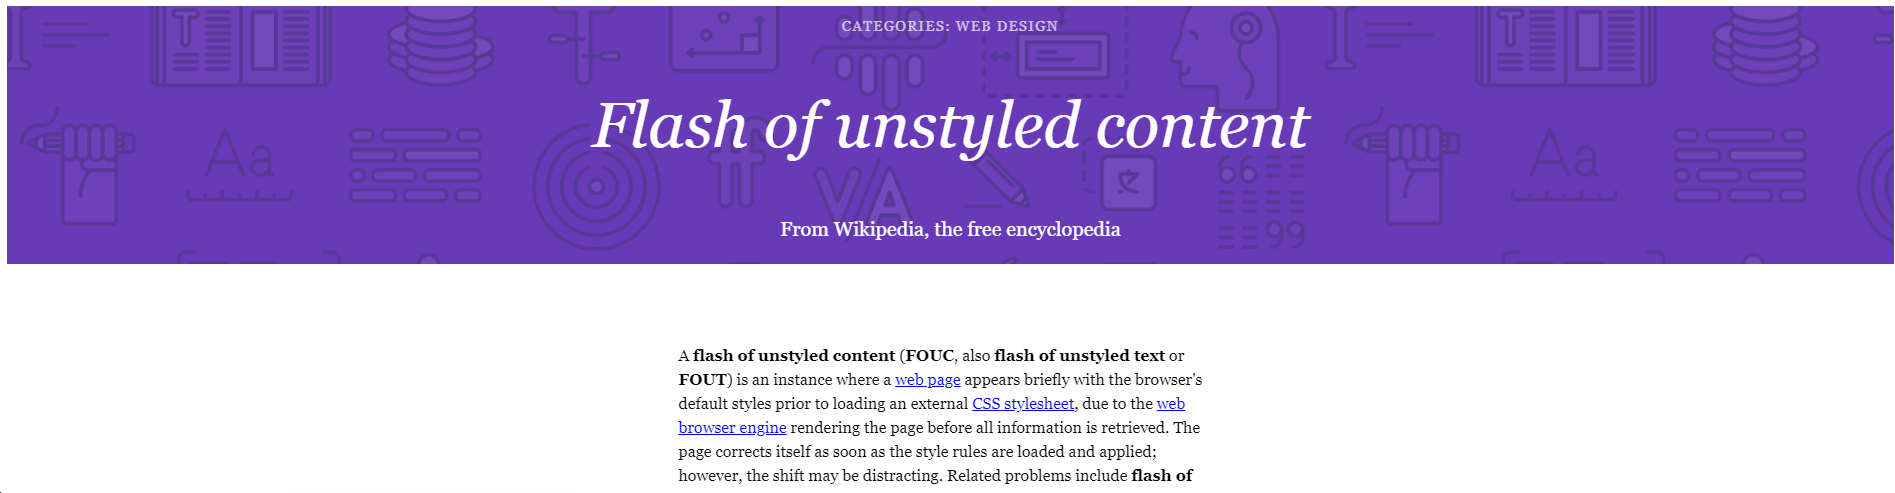 CATEGORIES: WEB DESIGN
Flash of unstyled content
From Wikipedia, the free encyclopedia
Aa
ff
VA
Aa
A flash of unstyled content (FOUC, also flash of unstyled text or
FOUT) is an instance where a web page appears briefly with the browser's
default styles prior to loading an external CSS stylesheet, due to the web
browser engine rendering the page before all information is retrieved. The
page corrects itself as soon as the style rules are loaded and applied;
however, the shift may be distracting. Related problems include flash of